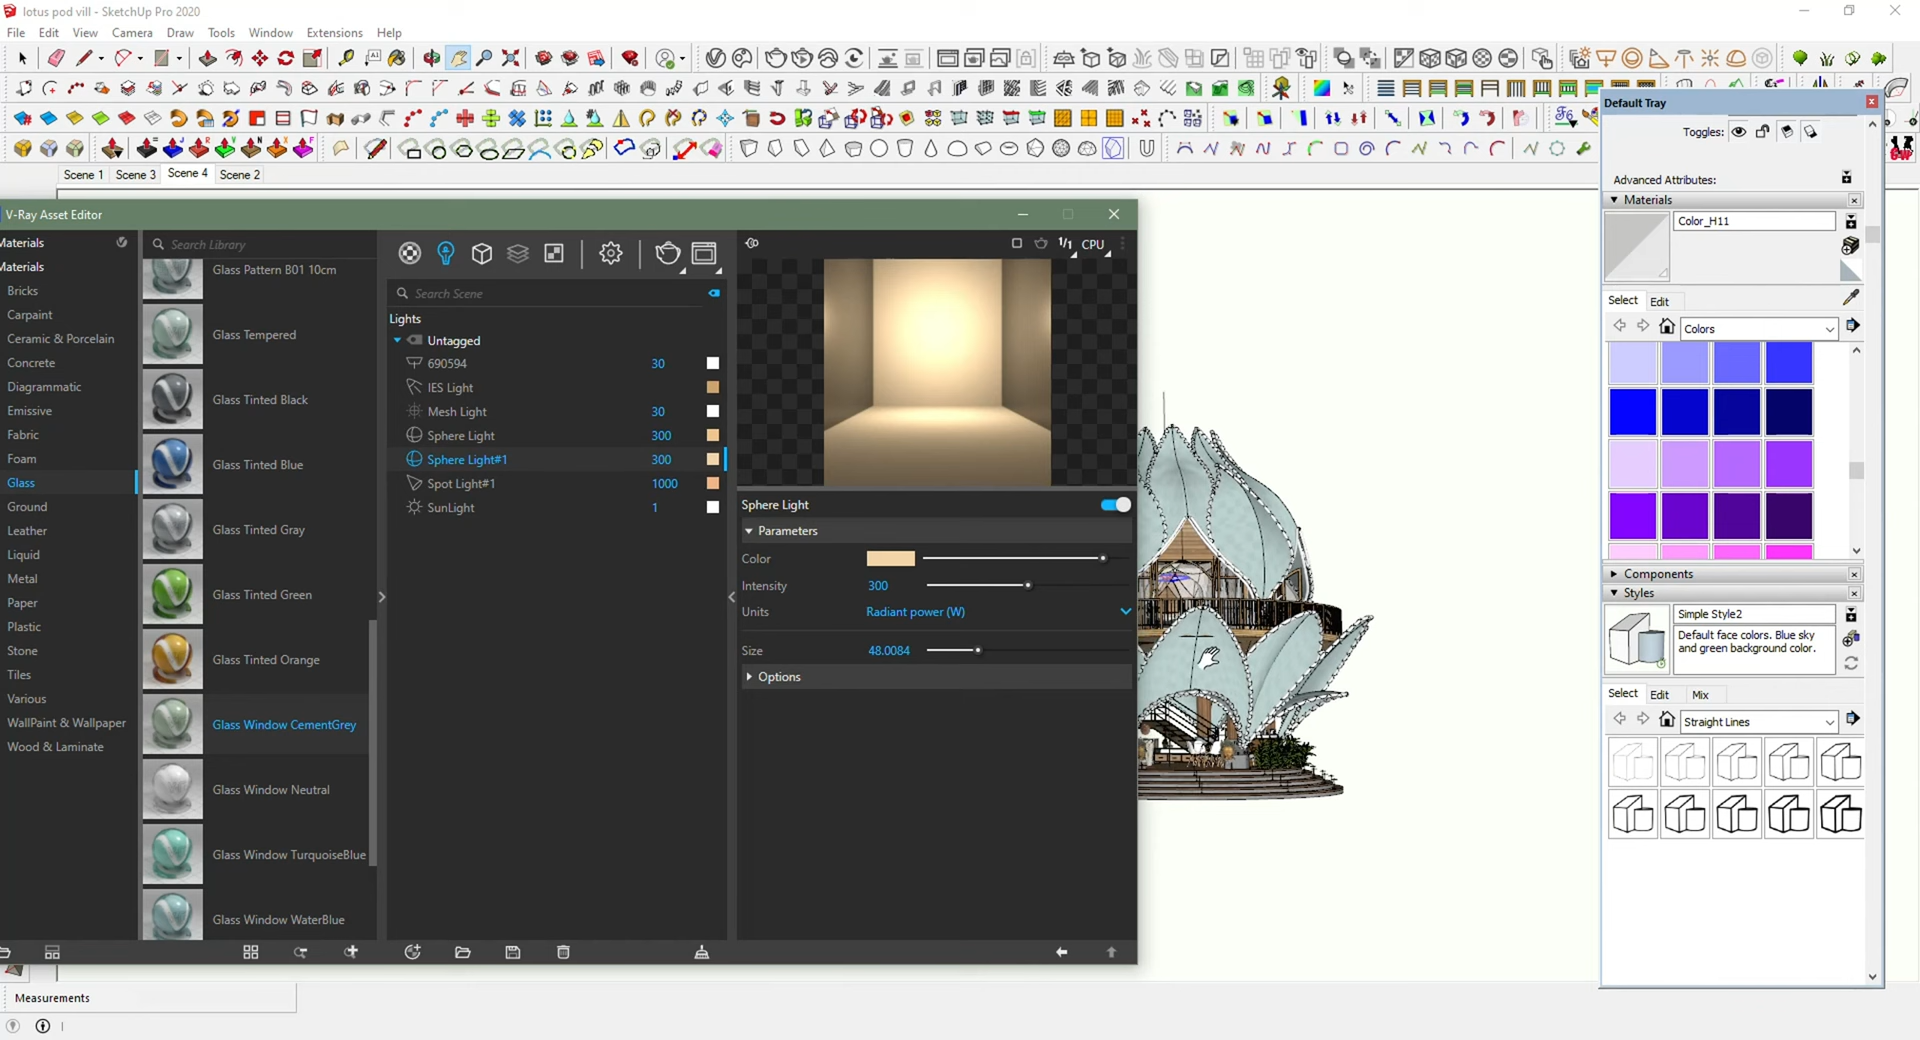 lotus pod vill - SketchUp Pro 2020
File Edit View Camera Draw Tools Window Extensions Help
Scene 1 Scene 3 Scene 4 Scene 2
V-Ray Asset Editor
Materials
Search Library
Materials
Bricks
Carpaint
Ceramic & Porcelain
Concrete
Diagrammatic
Emissive
Fabric
Foam
Glass
Ground
Leather
Liquid
Metal
Paper
Plastic
Stone
Tiles
Various
WallPaint & Wallpaper
Wood & Laminate
Glass Pattern B01 10cm
Glass Tempered
Glass Tinted Black
Glass Tinted Blue
Glass Tinted Gray
Glass Tinted Green
Glass Tinted Orange
Glass Window CementGrey
Glass Window Neutral
Glass Window TurquoiseBlue
Glass Window WaterBlue
Search Scene
Lights
Untagged
690594 30
IES Light
Mesh Light 30
Sphere Light 300
Sphere Light#1 300
Spot Light#1 1000
SunLight 1
1/1 CPU
Sphere Light
Parameters
Color
Intensity 300
Units Radiant power (W)
Size 48.0084
Options
Default Tray
Toggles:
Advanced Attributes:
Materials
Color_H11
Select Edit
Colors
Components
Styles
Simple Style2
Default face colors. Blue sky
and green background color.
Select Edit Mix
Straight Lines
Measurements